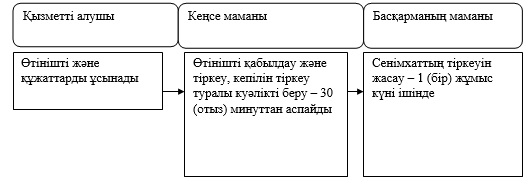 Қызметті алушы
Кеңсе маманы
Басқарманың маманы
Өтінішті және
құжаттарды ұсынады
Өтінішті қабылдау және
тіркеу, кепілін тіркеу
туралы куәлікті беру – 30
(отыз) минуттан аспайды
Сенімхаттың тіркеуін
жасау – 1 (бір) жұмыс
күні ішінде